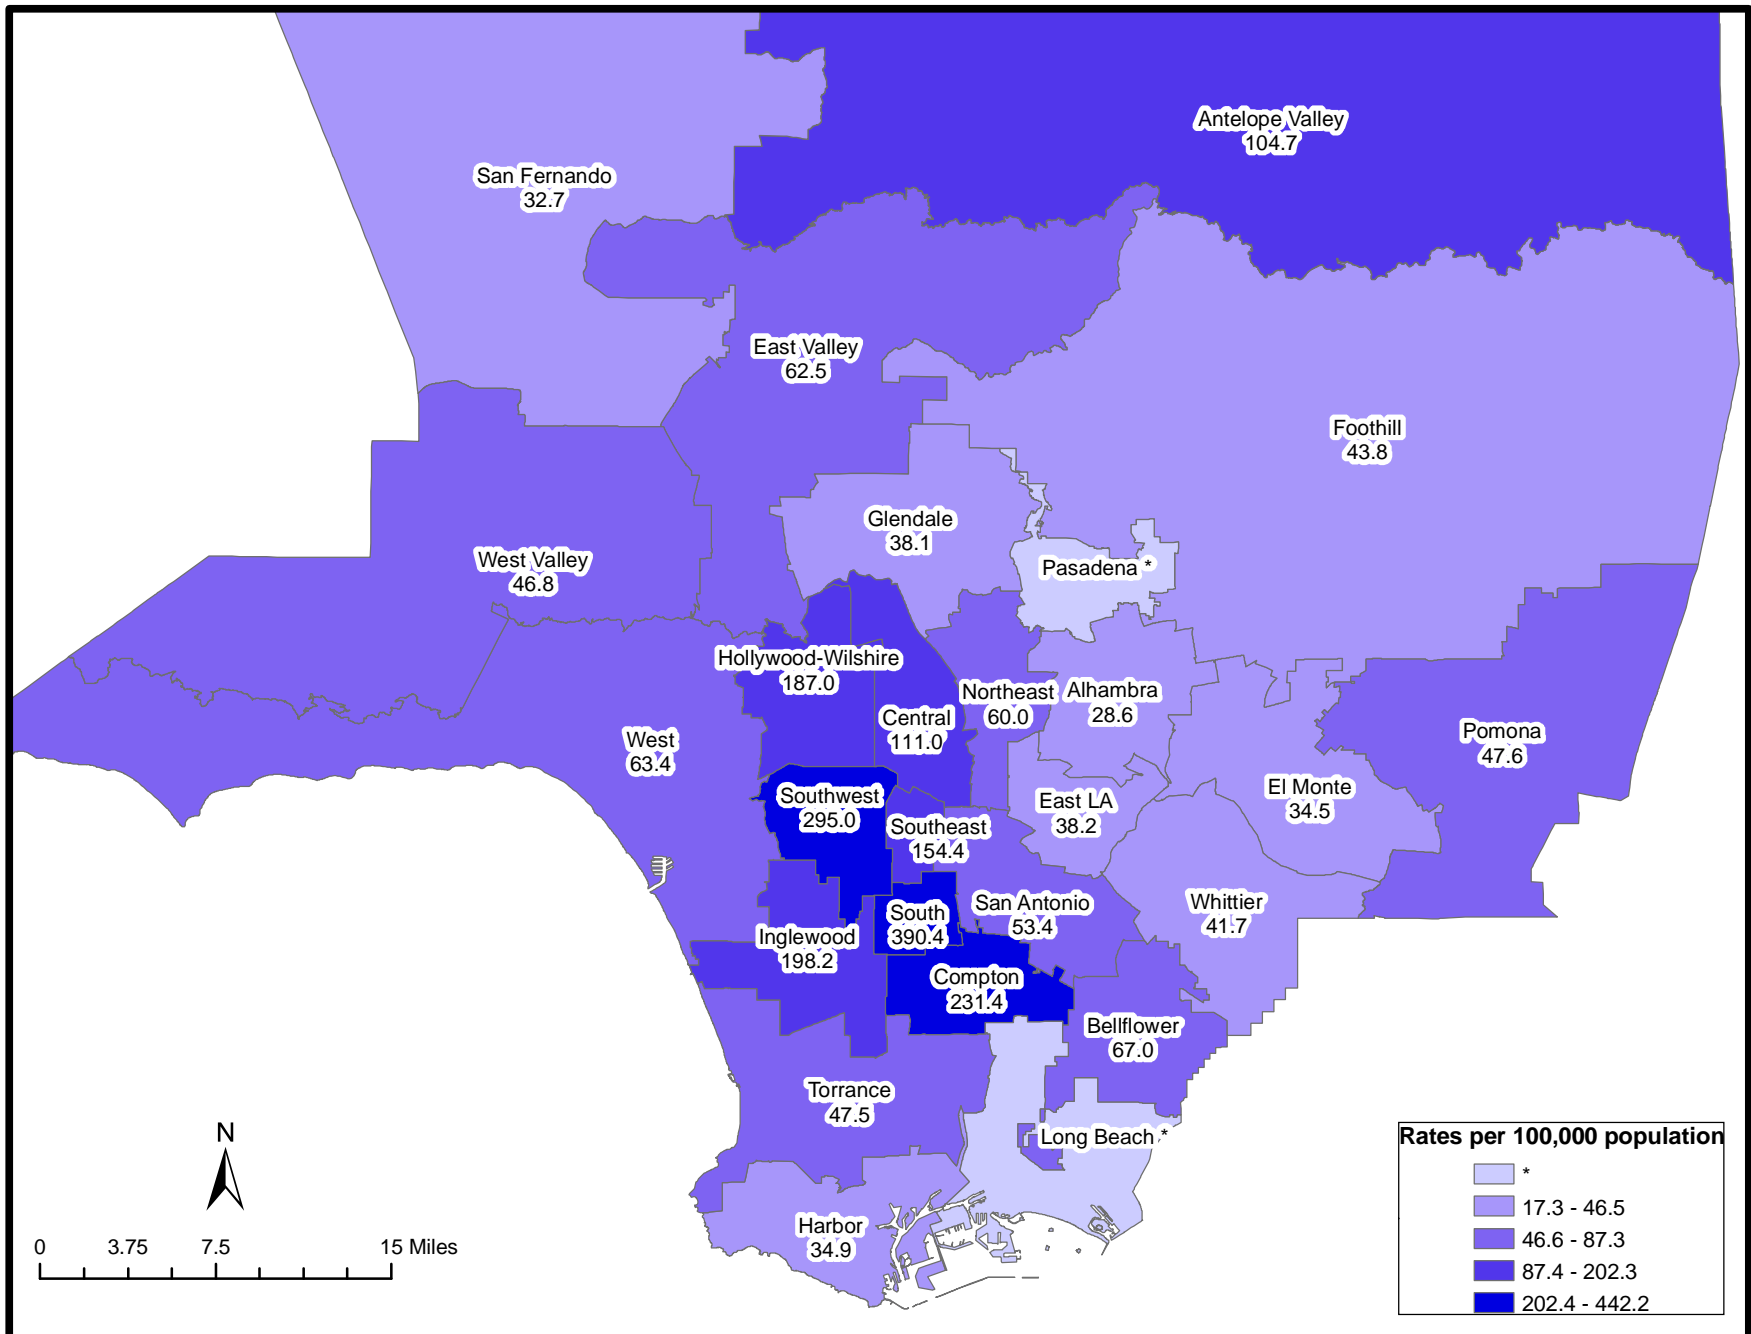 Antelope Valley
104.7
San Fernando
32.7
East Valley
62.5
Foothill
43.8
Glendale
38.1
West Valley
46.8
Pasadena *
Hollywood-Wilshire
187.0
Northeast
60.0
Alhambra
28.6
Central
111.0
West
63.4
Pomona
47.6
Southwest
295.0
El Monte
34.5
East LA
38.2
Southeast
154.4
South
390.4
San Antonio
53.4
Whittier
41.7
Inglewood
198.2
Compton
231.4
Bellflower
67.0
Torrance
47.5
Long Beach *
Harbor
34.9
N
0 3.75 7.5 15 Miles
Rates per 100,000 population
*
17.3 - 46.5
46.6 - 87.3
87.4 - 202.3
202.4 - 442.2